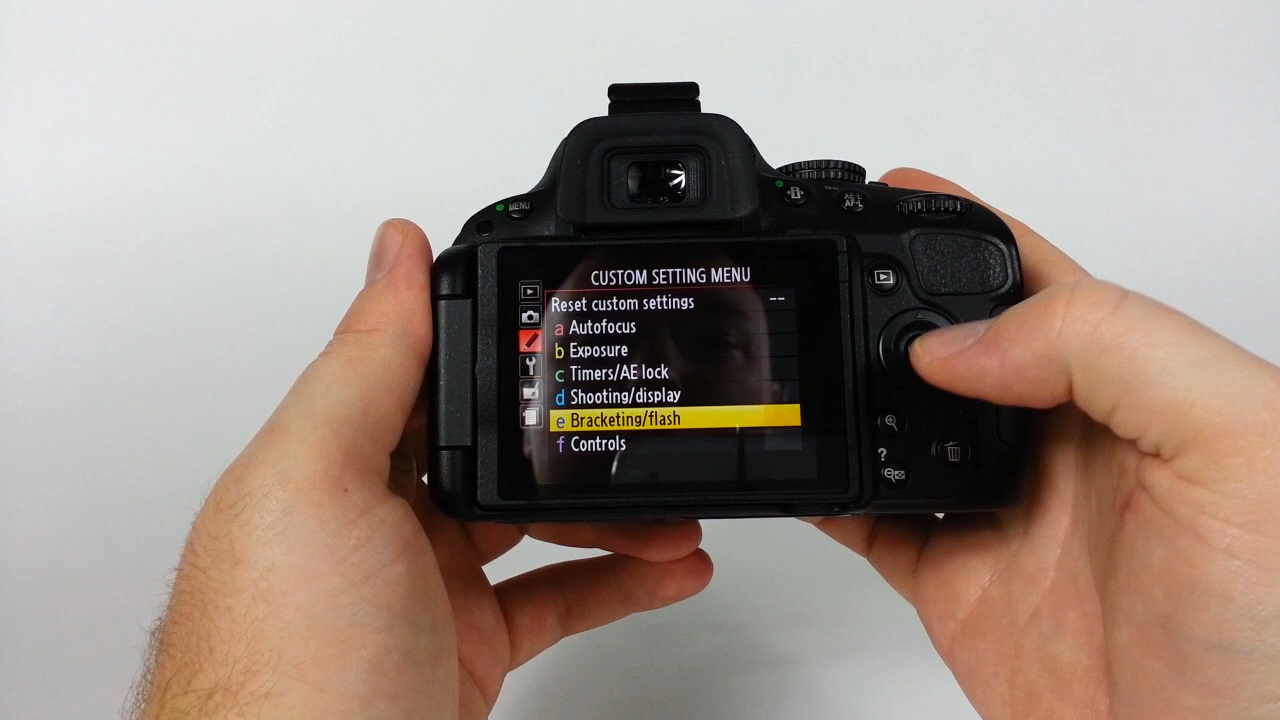 MENU
i
AE-L
AF-L
CUSTOM SETTING MENU
Reset custom settings --
a Autofocus
b Exposure
c Timers/AE lock
d Shooting/display
e Bracketing/flash
f Controls
?